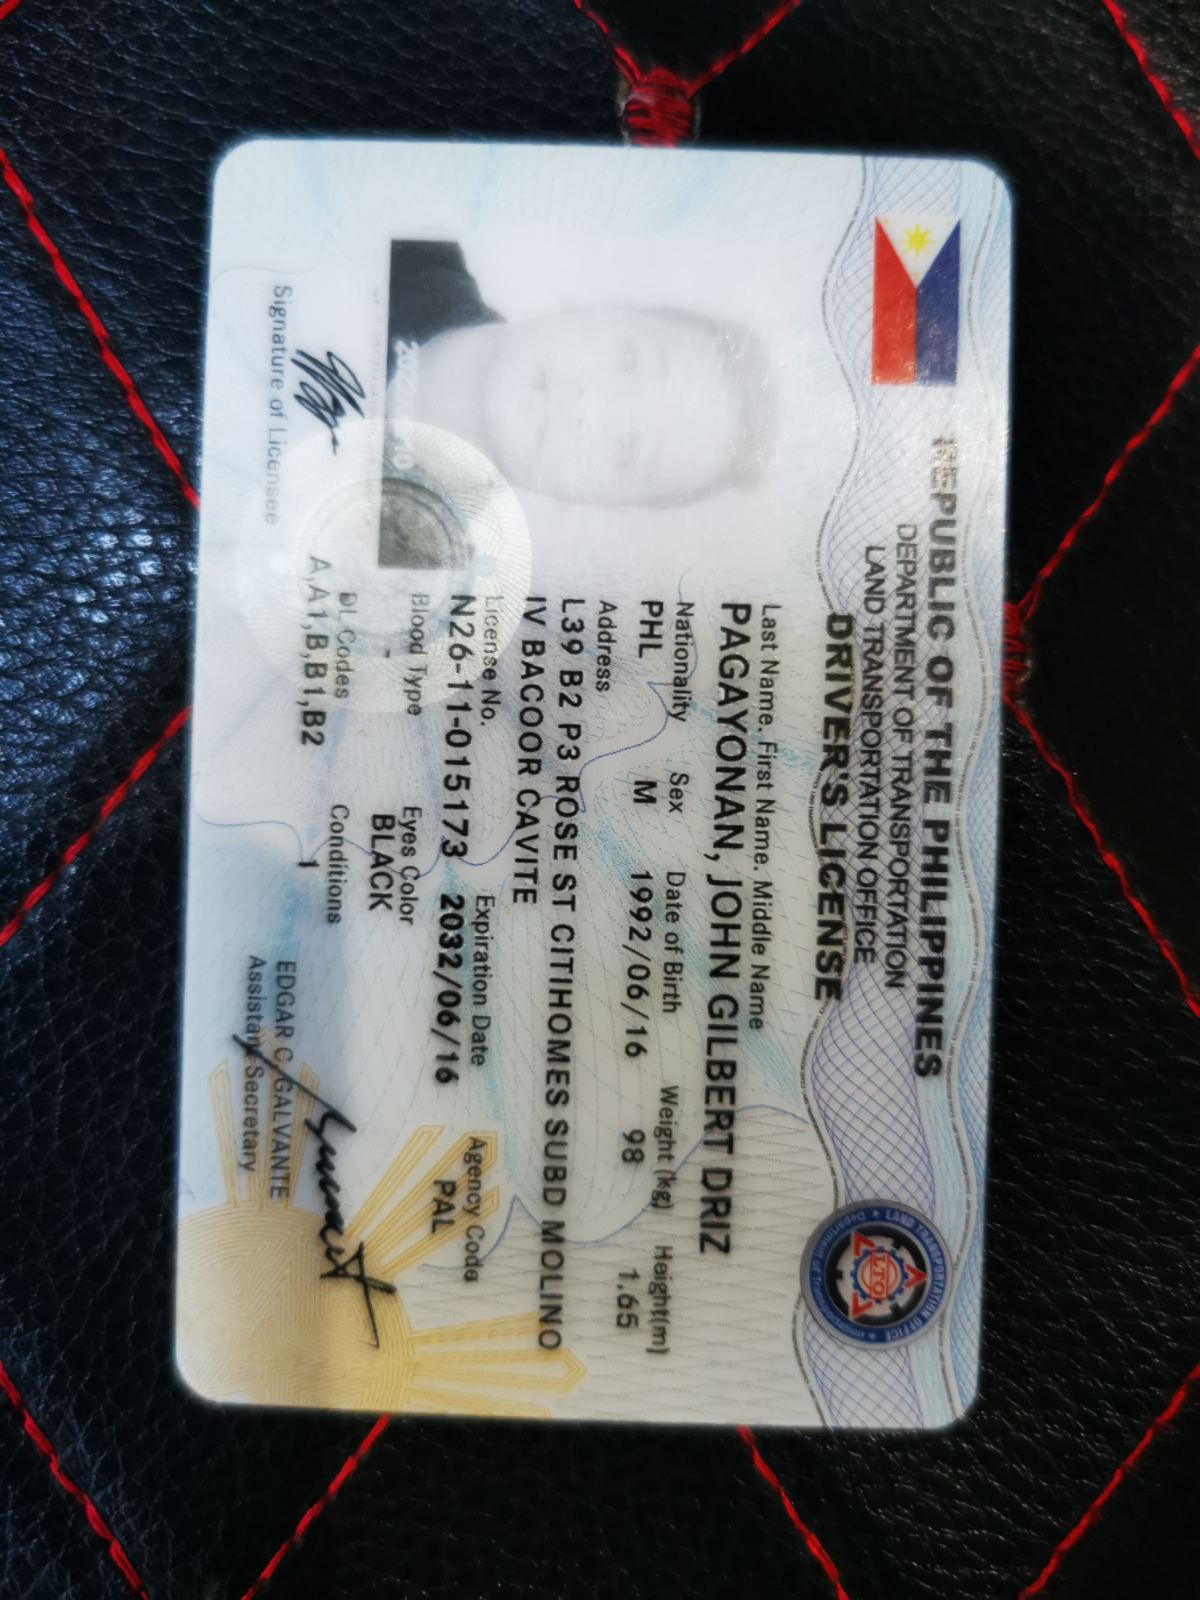 REPUBLIC OF THE PHILIPPINES
DEPARTMENT OF TRANSPORTATION
LAND TRANSPORTATION OFFICE
DRIVER'S LICENSE
Last Name. First Name. Middle Name
PAGAYONAN, JOHN GILBERT DRIZ
Nationality Sex Date of Birth Weight (kg) Height(m)
PHL M 1992/06/16 98 1.65
Address
L39 B2 P3 ROSE ST CITIHOMES SUBD MOLINO
IV BACOOR CAVITE
License No. Expiration Date Agency Code
N26-11-015173 2032/06/16 PAL
Blood Type Eyes Color
- BLACK
DL Codes Conditions
A,A1,B,B1,B2 1
Signature of Licensee
EDGAR C. GALVANTE
Assistant Secretary
LAND TRANSPORTATION OFFICE
Department of Transportation
LTO